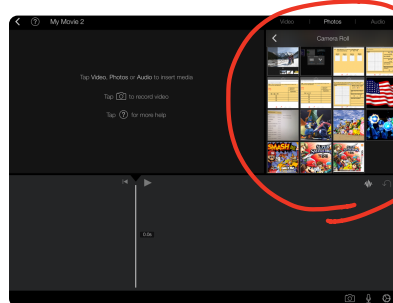 My Movie 2
Video Photos Audio
Camera Roll
Tap Video, Photos or Audio to insert media
Tap to record video
Tap ? for more help
0.0s